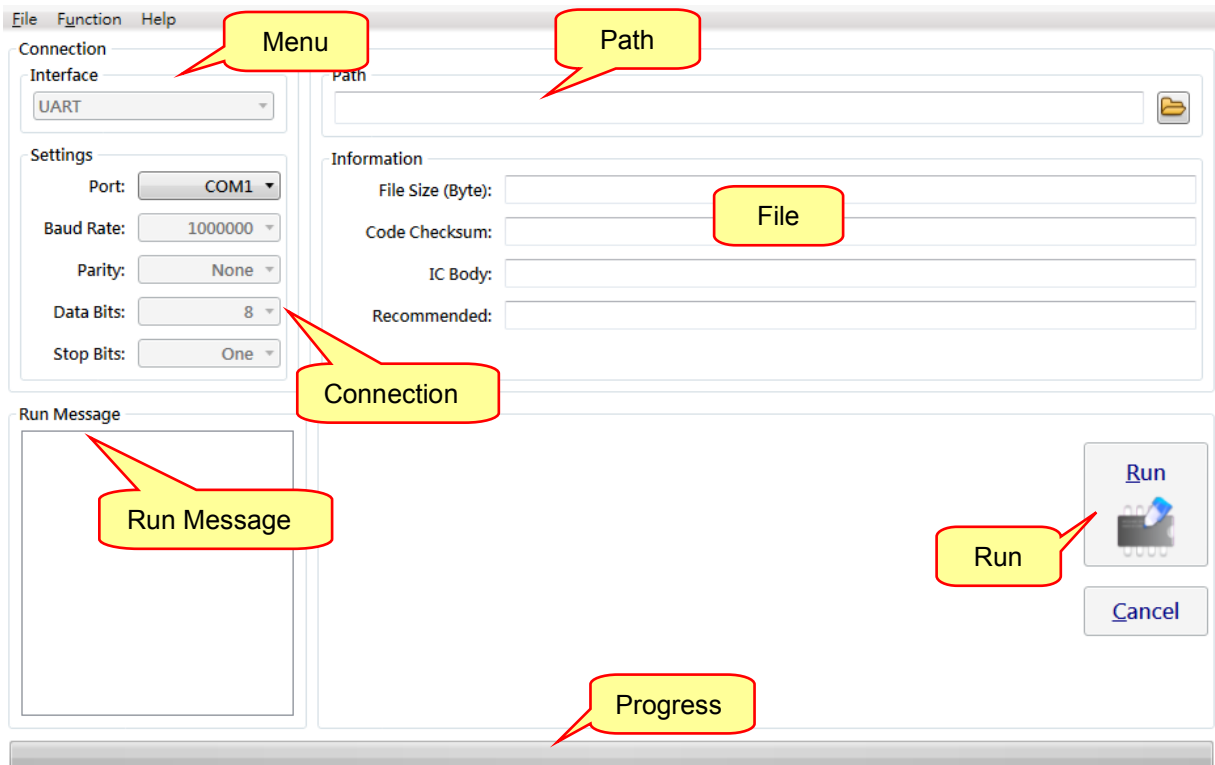 File Function Help
Menu
Path
Connection
Interface
UART
Path
Settings
Port: COM1
Baud Rate: 1000000
Parity: None
Data Bits: 8
Stop Bits: One
Information
File Size (Byte):
Code Checksum:
IC Body:
Recommended:
File
Connection
Run Message
Run Message
Run
Run
Cancel
Progress